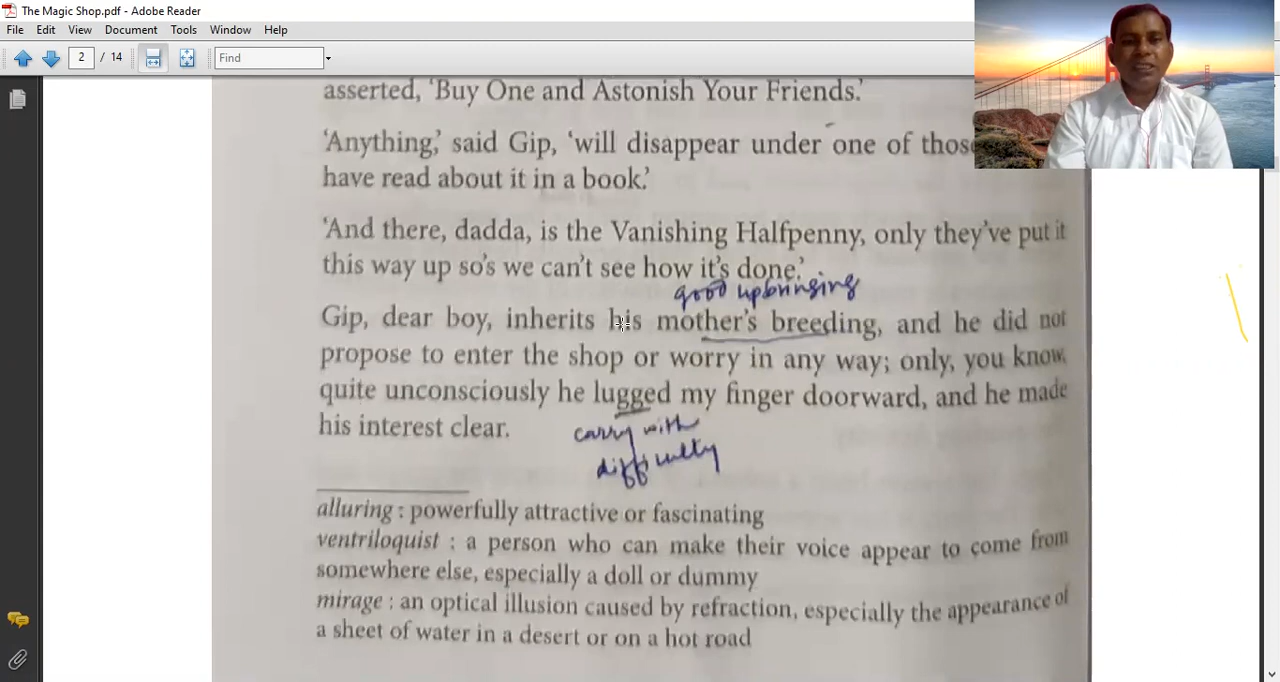 The Magic Shop.pdf - Adobe Reader
File Edit View Document Tools Window Help
2 / 14 Find
asserted, 'Buy One and Astonish Your Friends.'
'Anything,' said Gip, 'will disappear under one of those
have read about it in a book.'
'And there, dadda, is the Vanishing Halfpenny, only they've put it
this way up so's we can't see how it's done.'
good upbringing
Gip, dear boy, inherits his mother's breeding, and he did not
propose to enter the shop or worry in any way; only, you know,
quite unconsciously he lugged my finger doorward, and he made
his interest clear.
carry with
difficulty
alluring : powerfully attractive or fascinating
ventriloquist : a person who can make their voice appear to come from
somewhere else, especially a doll or dummy
mirage : an optical illusion caused by refraction, especially the appearance of
a sheet of water in a desert or on a hot road